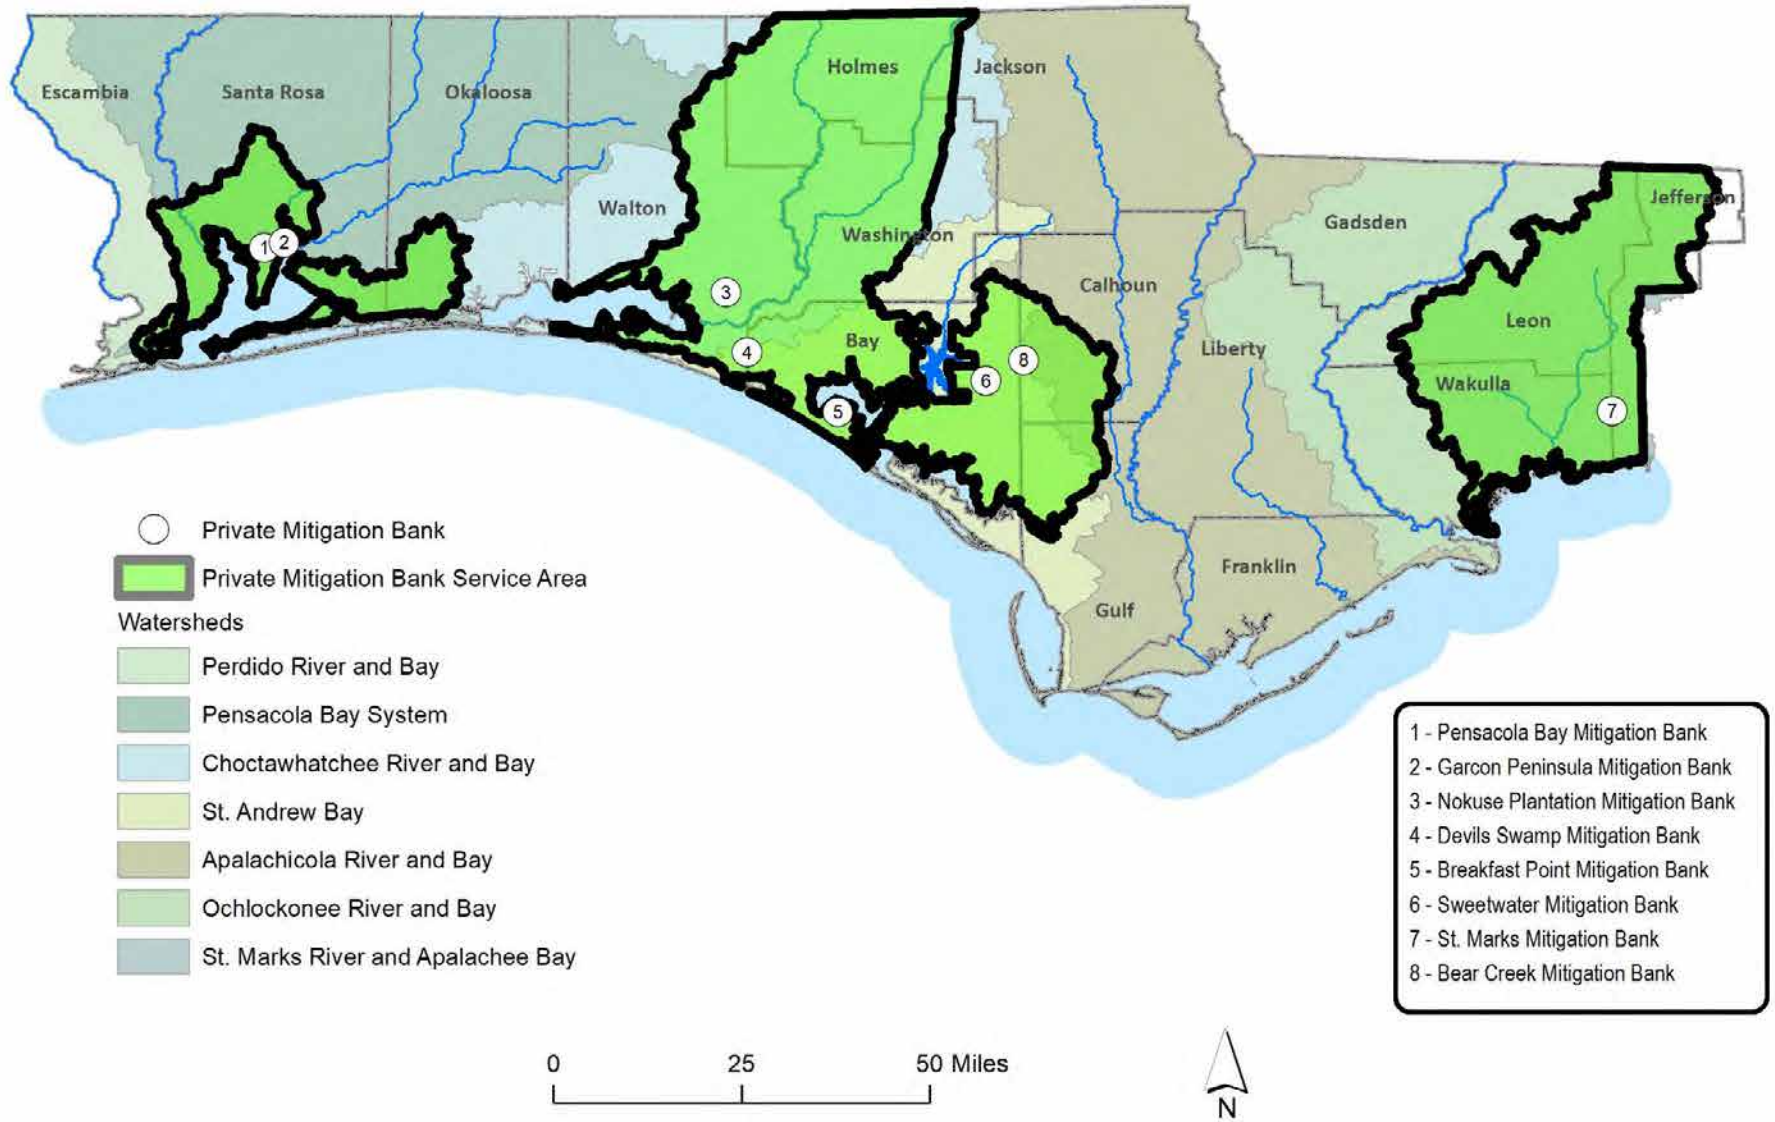 Holmes
Jackson
Escambia
Santa Rosa
Okaloosa
Jefferson
Walton
Gadsden
Washington
1
2
Calhoun
3
Leon
Bay
Liberty
4
8
6
Wakulla
5
7
Private Mitigation Bank
Private Mitigation Bank Service Area
Franklin
Gulf
Watersheds
Perdido River and Bay
Pensacola Bay System
Choctawhatchee River and Bay
St. Andrew Bay
Apalachicola River and Bay
Ochlockonee River and Bay
St. Marks River and Apalachee Bay
1 - Pensacola Bay Mitigation Bank
2 - Garcon Peninsula Mitigation Bank
3 - Nokuse Plantation Mitigation Bank
4 - Devils Swamp Mitigation Bank
5 - Breakfast Point Mitigation Bank
6 - Sweetwater Mitigation Bank
7 - St. Marks Mitigation Bank
8 - Bear Creek Mitigation Bank
0 25 50 Miles
N